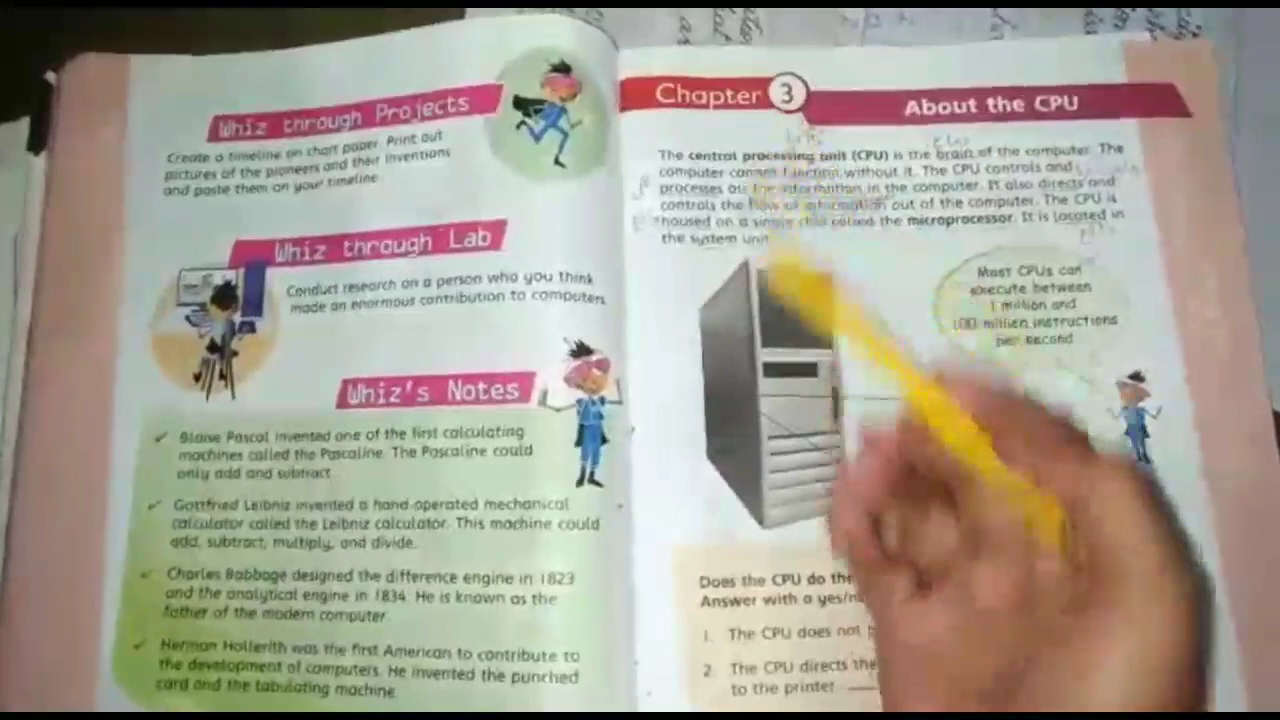 Whiz through Projects
Create a timeline on chart paper. Print out
pictures of the pioneers and their inventions
and paste them on your timeline.
Whiz through Lab
Conduct research on a person who you think
made an enormous contribution to computers.
Whiz's Notes
✓ Blaise Pascal invented one of the first calculating
machines called the Pascaline. The Pascaline could
only add and subtract.
✓ Gottfried Leibniz invented a hand-operated mechanical
calculator called the Leibniz calculator. This machine could
add, subtract, multiply, and divide.
✓ Charles Babbage designed the difference engine in 1823
and the analytical engine in 1834. He is known as the
father of the modern computer.
✓ Herman Hollerith was the first American to contribute to
the development of computers. He invented the punched
card and the tabulating machine.
Chapter 3
About the CPU
The central processing unit (CPU) is the brain of the computer. The
computer cannot function without it. The CPU controls and
processes all the information in the computer. It also directs and
controls the flow of information out of the computer. The CPU is
housed on a single chip called the microprocessor. It is located in
the system unit.
Most CPUs can
execute between
1 million and
100 million instructions
per second
Does the CPU do the
Answer with a yes/n
1. The CPU does not
2. The CPU directs the
to the printer.